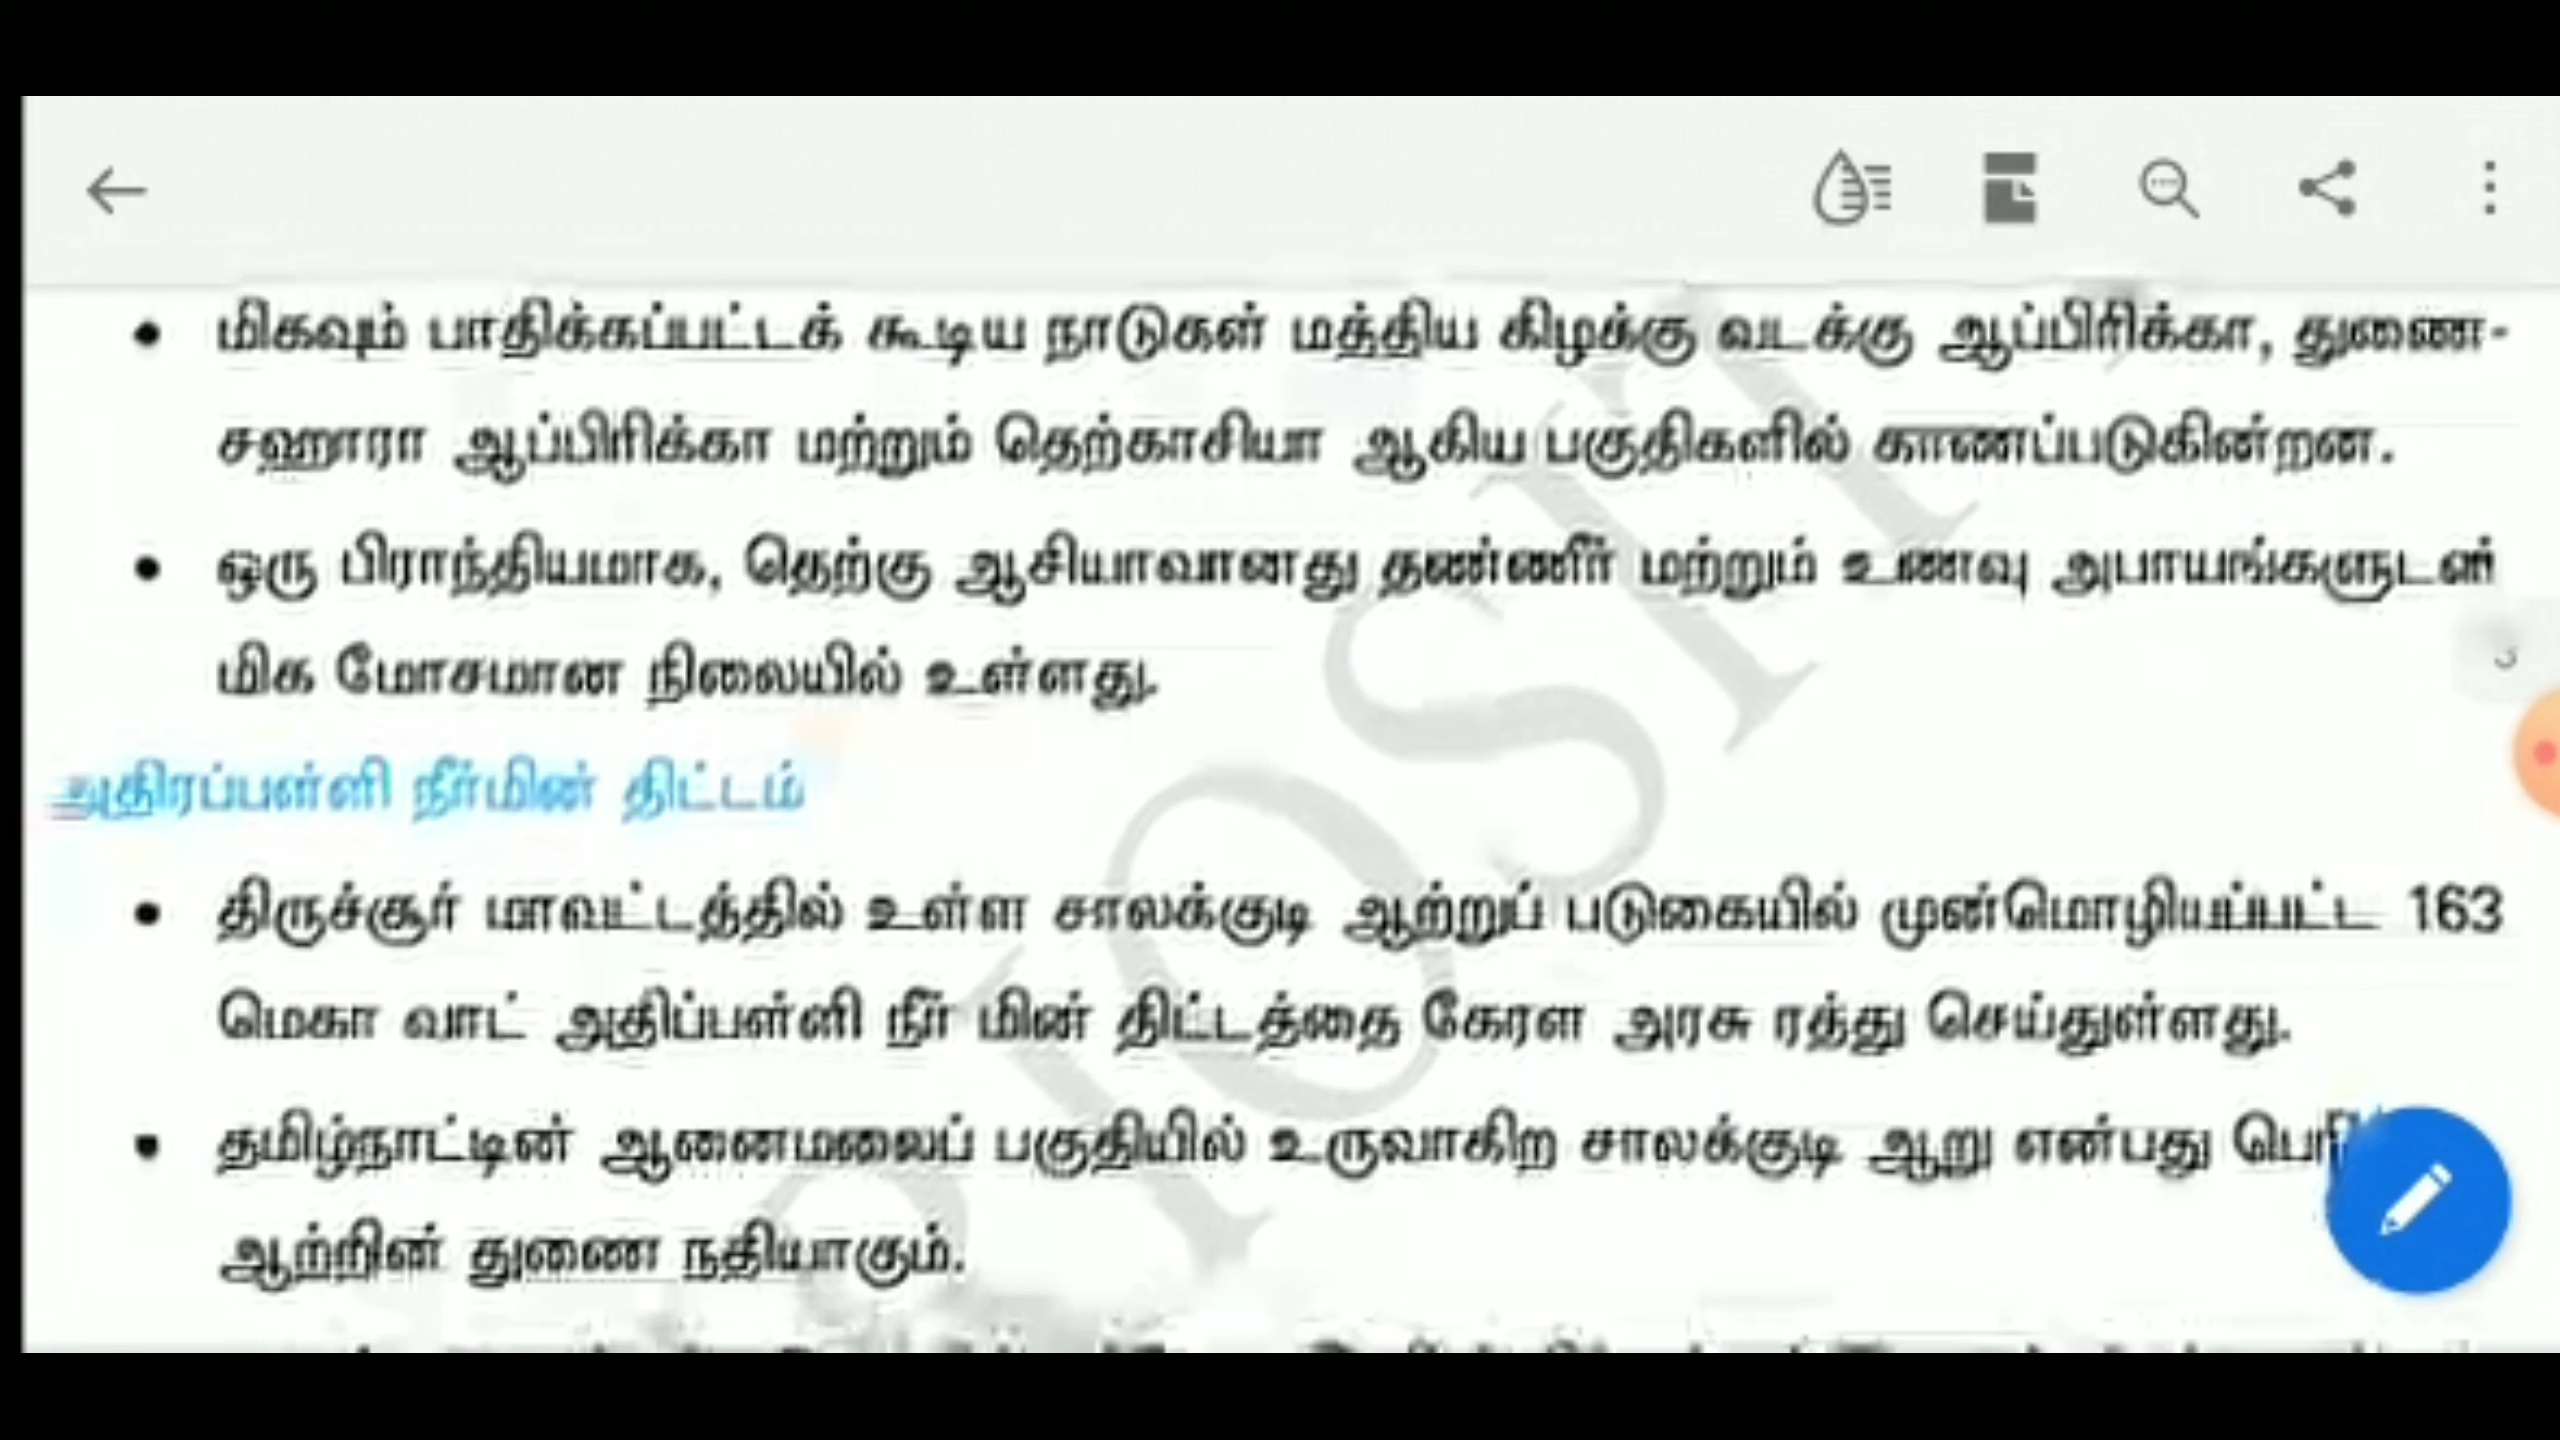 • மிகவும் பாதிக்கப்பட்டக் கூடிய நாடுகள் மத்திய கிழக்கு வடக்கு ஆப்பிரிக்கா, துணை-
சஹாரா ஆப்பிரிக்கா மற்றும் தெற்காசியா ஆகிய பகுதிகளில் காணப்படுகின்றன.
• ஒரு பிராந்தியமாக, தெற்கு ஆசியாவானது தண்ணீர் மற்றும் உணவு அபாயங்களுடன்
மிக மோசமான நிலையில் உள்ளது.
அதிரப்பள்ளி நீர்மின் திட்டம்
• திருச்சூர் மாவட்டத்தில் உள்ள சாலக்குடி ஆற்றுப் படுகையில் முன்மொழியப்பட்ட 163
மெகா வாட் அதிப்பள்ளி நீர் மின் திட்டத்தை கேரள அரசு ரத்து செய்துள்ளது.
• தமிழ்நாட்டின் ஆனைமலைப் பகுதியில் உருவாகிற சாலக்குடி ஆறு என்பது
ஆற்றின் துணை நதியாகும்.